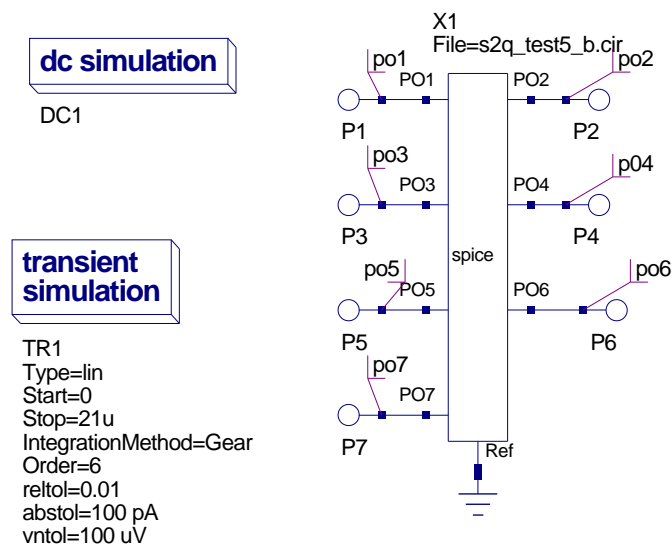 dc simulation
DC1
transient
simulation
TR1
Type=lin
Start=0
Stop=21u
IntegrationMethod=Gear
Order=6
reltol=0.01
abstol=100 pA
vntol=100 uV
X1
File=s2q_test5_b.cir
po1
PO1
PO2
po2
P1
P2
po3
PO3
PO4
p04
P3
P4
spice
po5
PO5
PO6
po6
P5
P6
po7
PO7
P7
Ref